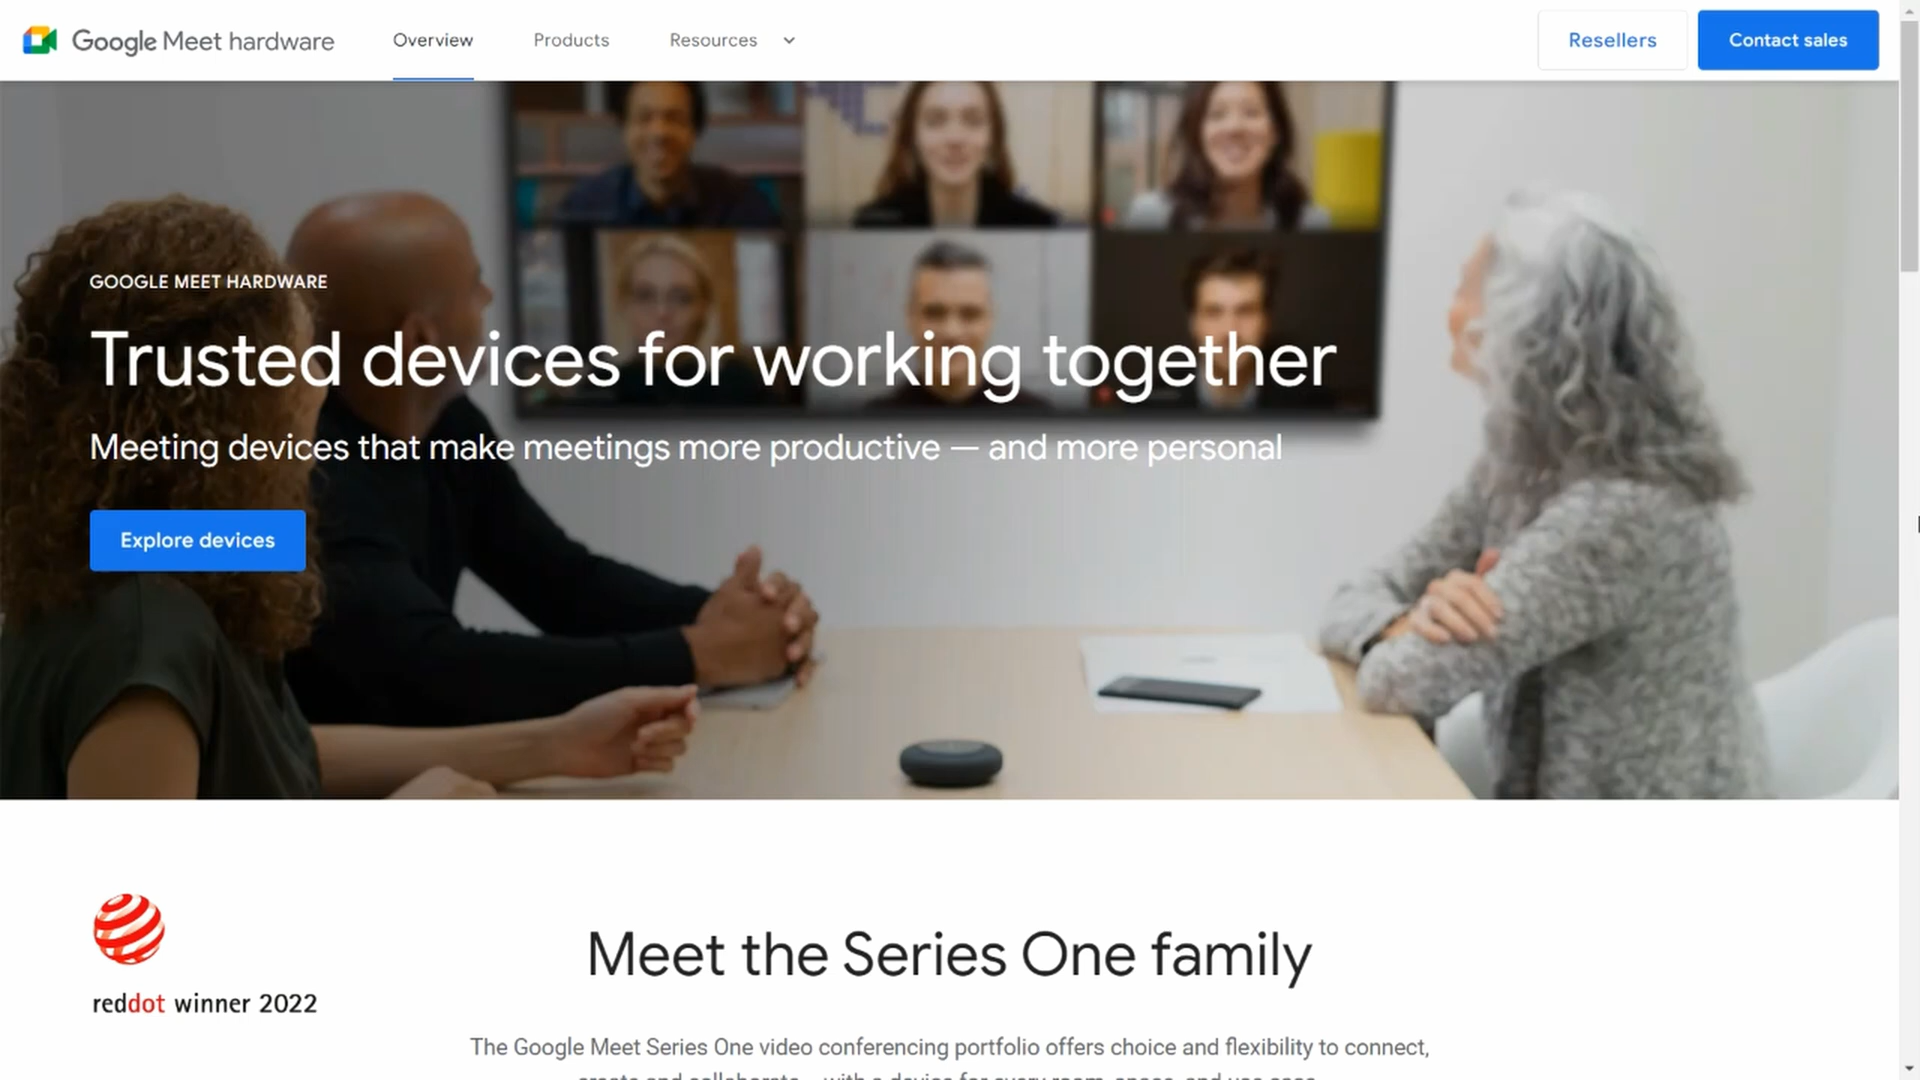 Google Meet hardware
Overview
Products
Resources
Resellers
Contact sales
GOOGLE MEET HARDWARE
Trusted devices for working together
Meeting devices that make meetings more productive — and more personal
Explore devices
reddot winner 2022
Meet the Series One family
The Google Meet Series One video conferencing portfolio offers choice and flexibility to connect,